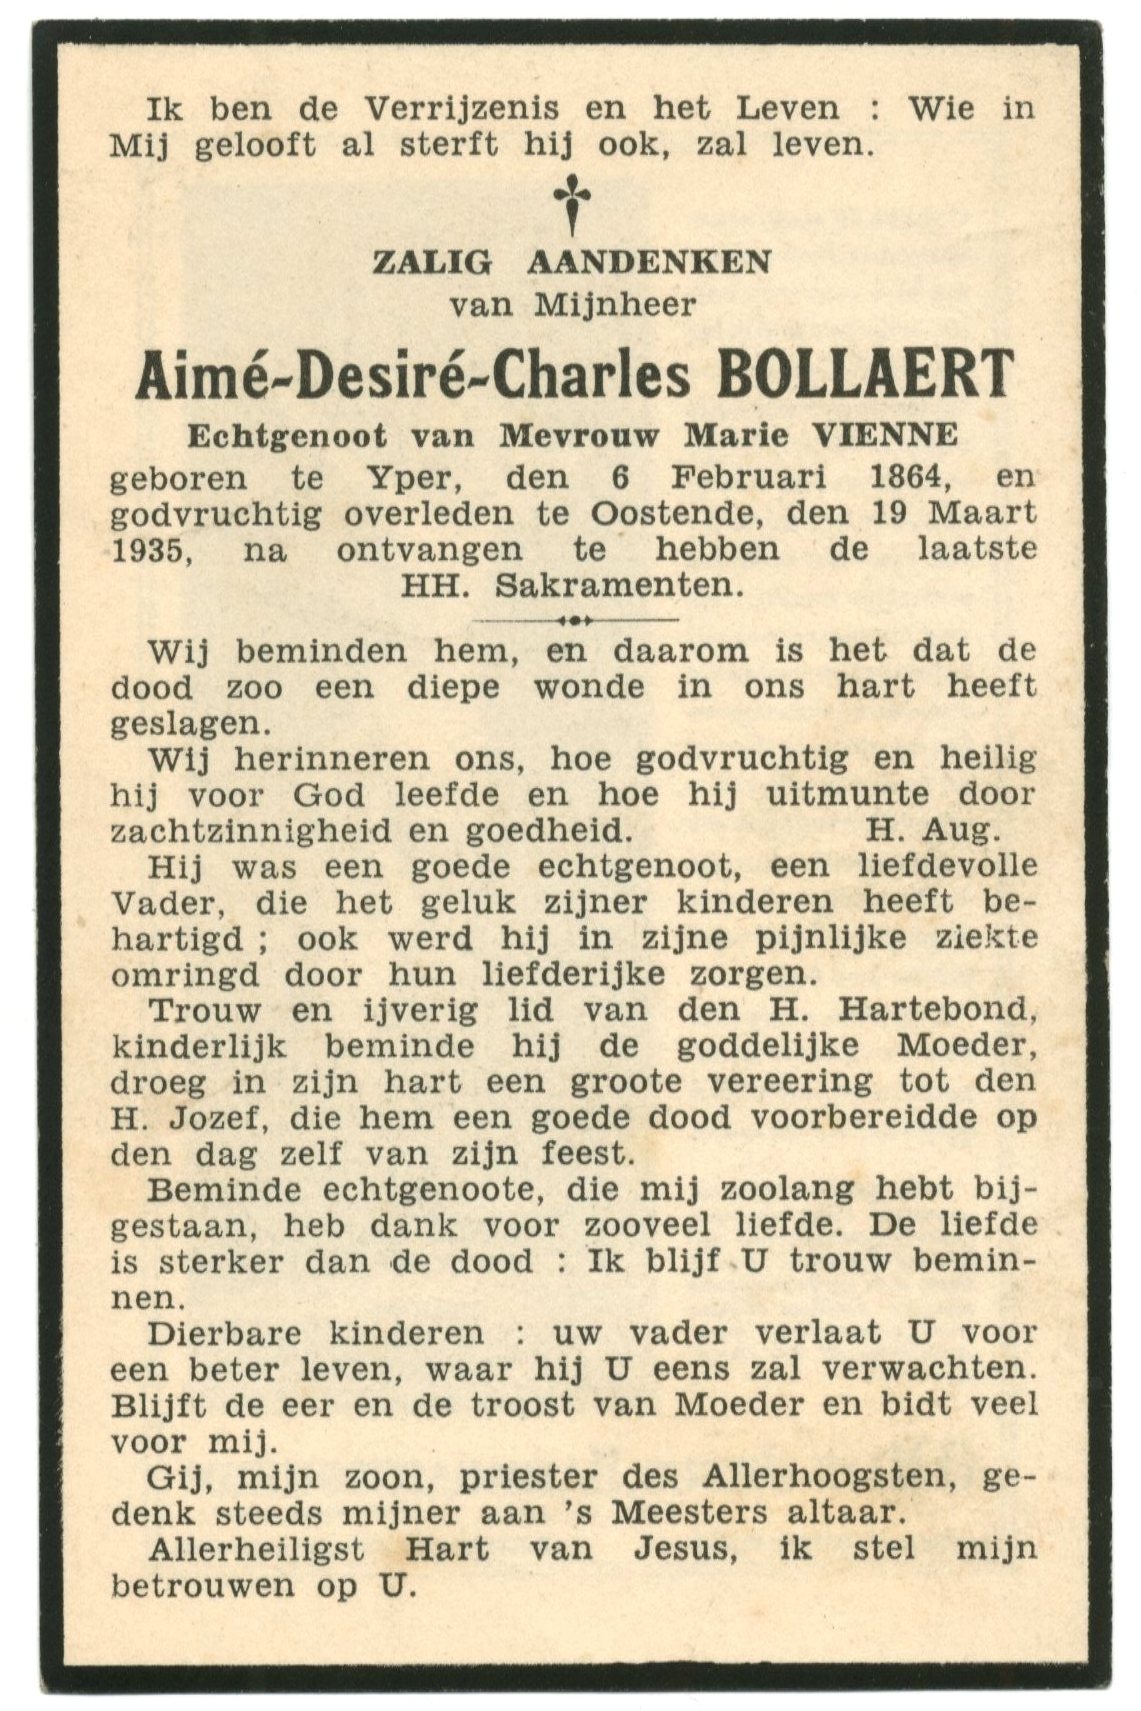 Ik ben de Verrijzenis en het Leven : Wie in
Mij gelooft al sterft hij ook, zal leven.
ZALIG AANDENKEN
van Mijnheer
Aimé-Desiré-Charles BOLLAERT
Echtgenoot van Mevrouw Marie VIENNE
geboren te Yper, den 6 Februari 1864, en
godvruchtig overleden te Oostende, den 19 Maart
1935, na ontvangen te hebben de laatste
HH. Sakramenten.
Wij beminden hem, en daarom is het dat de
dood zoo een diepe wonde in ons hart heeft
geslagen.
Wij herinneren ons, hoe godvruchtig en heilig
hij voor God leefde en hoe hij uitmunte door
zachtzinnigheid en goedheid. H. Aug.
Hij was een goede echtgenoot, een liefdevolle
Vader, die het geluk zijner kinderen heeft be-
hartigd ; ook werd hij in zijne pijnlijke ziekte
omringd door hun liefderijke zorgen.
Trouw en ijverig lid van den H. Hartebond,
kinderlijk beminde hij de goddelijke Moeder,
droeg in zijn hart een groote vereering tot den
H. Jozef, die hem een goede dood voorbereidde op
den dag zelf van zijn feest.
Beminde echtgenoote, die mij zoolang hebt bij-
gestaan, heb dank voor zooveel liefde. De liefde
is sterker dan de dood : Ik blijf U trouw bemin-
nen.
Dierbare kinderen : uw vader verlaat U voor
een beter leven, waar hij U eens zal verwachten.
Blijft de eer en de troost van Moeder en bidt veel
voor mij.
Gij, mijn zoon, priester des Allerhoogsten, ge-
denk steeds mijner aan 's Meesters altaar.
Allerheiligst Hart van Jesus, ik stel mijn
betrouwen op U.